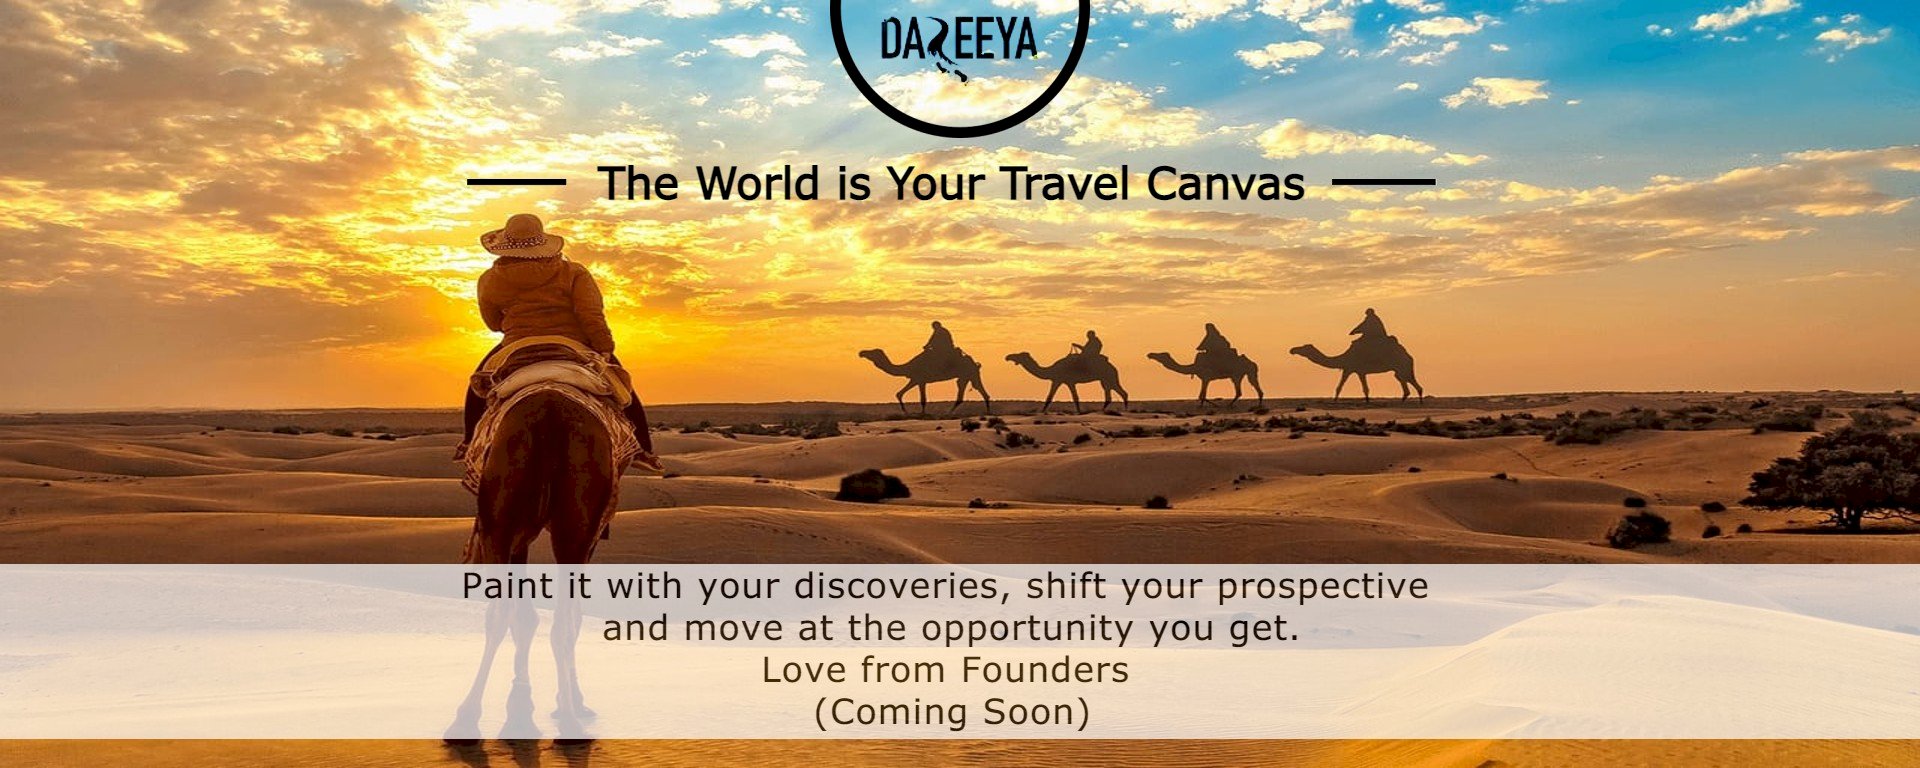 DAREEYA
The World is Your Travel Canvas
Paint it with your discoveries, shift your prospective
and move at the opportunity you get.
Love from Founders
(Coming Soon)